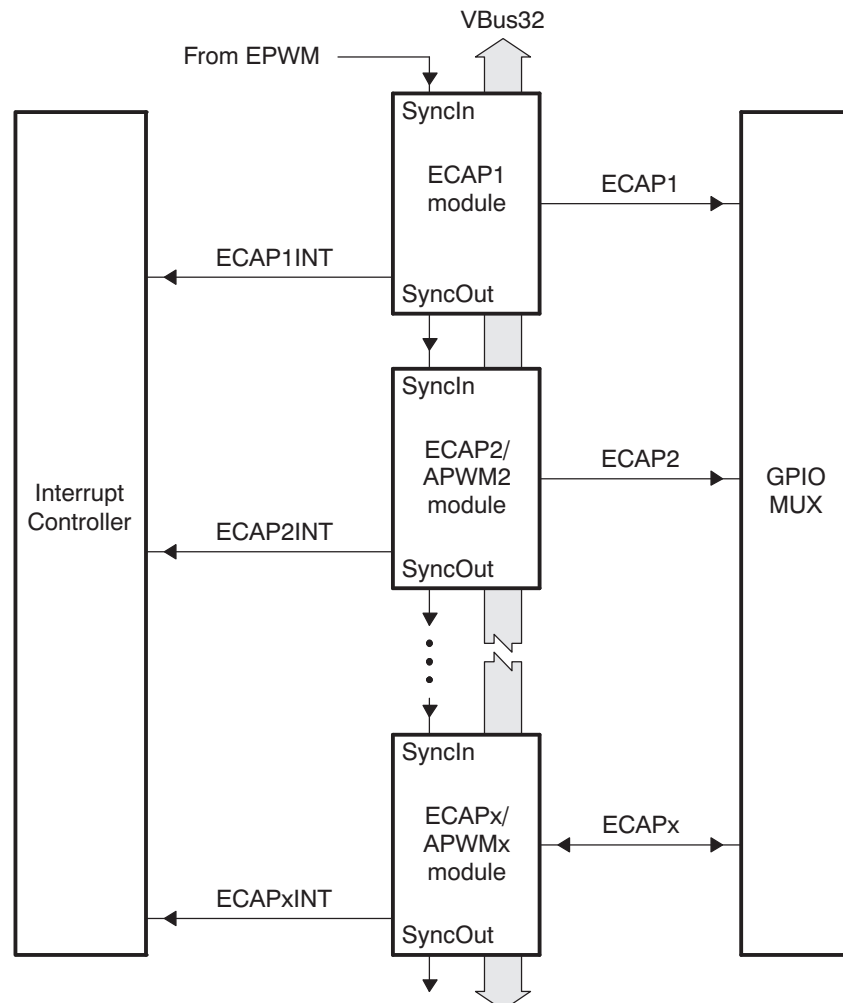 VBus32
From EPWM
SyncIn
ECAP1
module
ECAP1
ECAP1INT
SyncOut
SyncIn
ECAP2/
APWM2
module
ECAP2
Interrupt
Controller
GPIO
MUX
ECAP2INT
SyncOut
SyncIn
ECAPx/
APWMx
module
ECAPx
ECAPxINT
SyncOut